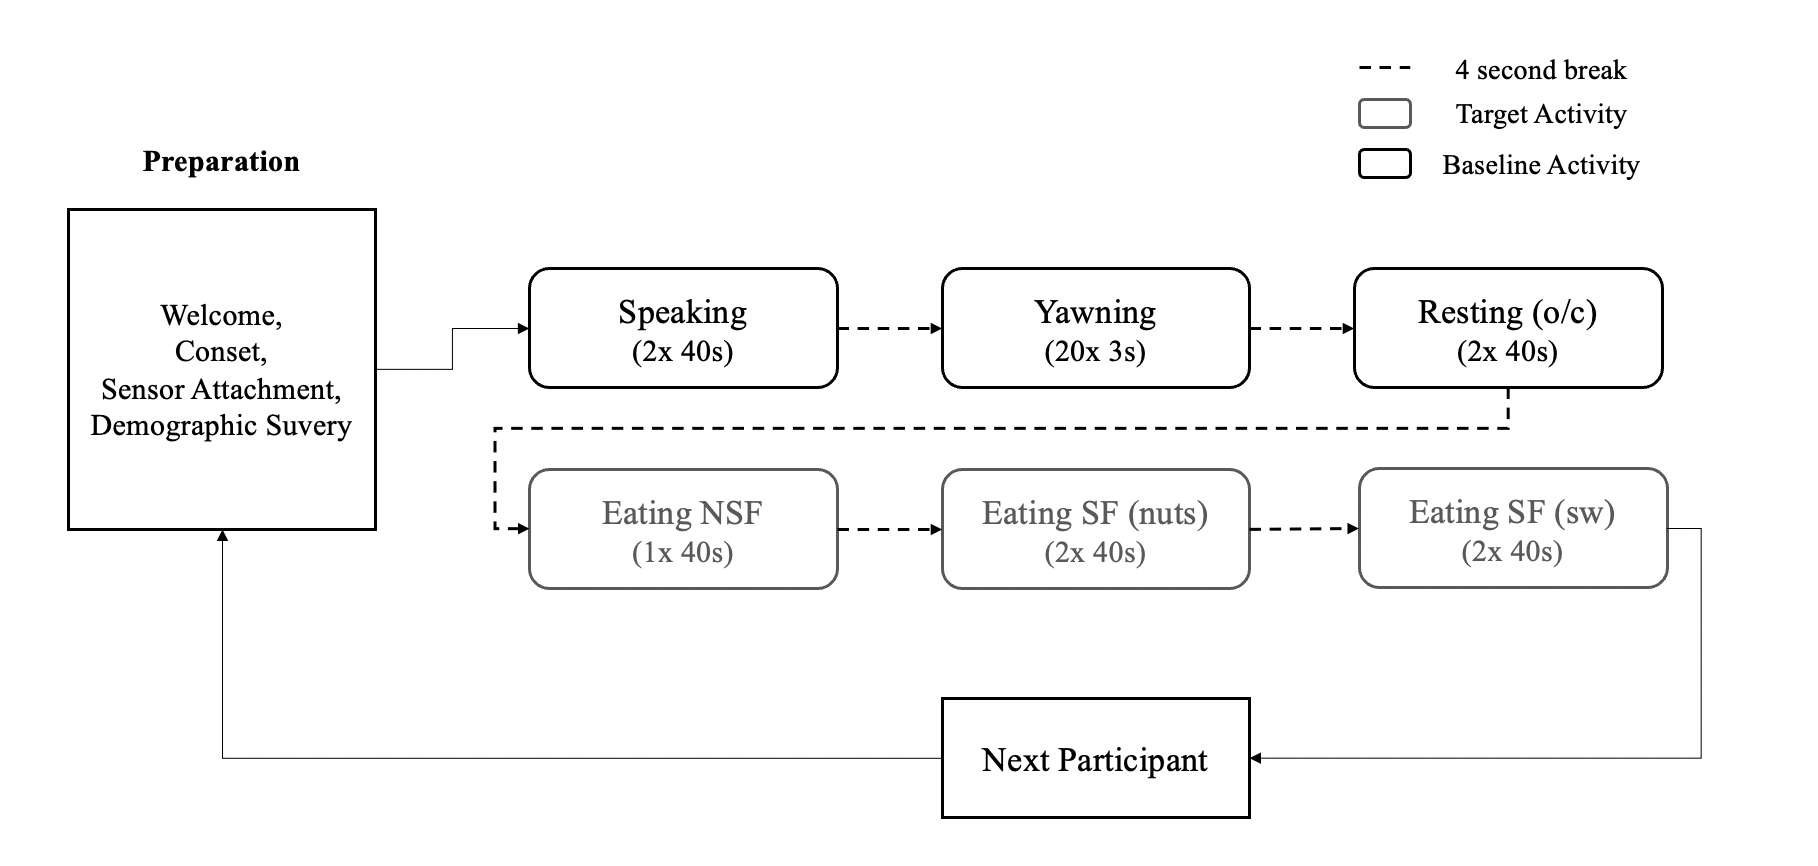 4 second break
Target Activity
Baseline Activity
Preparation
Welcome,
Conset,
Sensor Attachment,
Demographic Suvery
Speaking
(2x 40s)
Yawning
(20x 3s)
Resting (o/c)
(2x 40s)
Eating NSF
(1x 40s)
Eating SF (nuts)
(2x 40s)
Eating SF (sw)
(2x 40s)
Next Participant